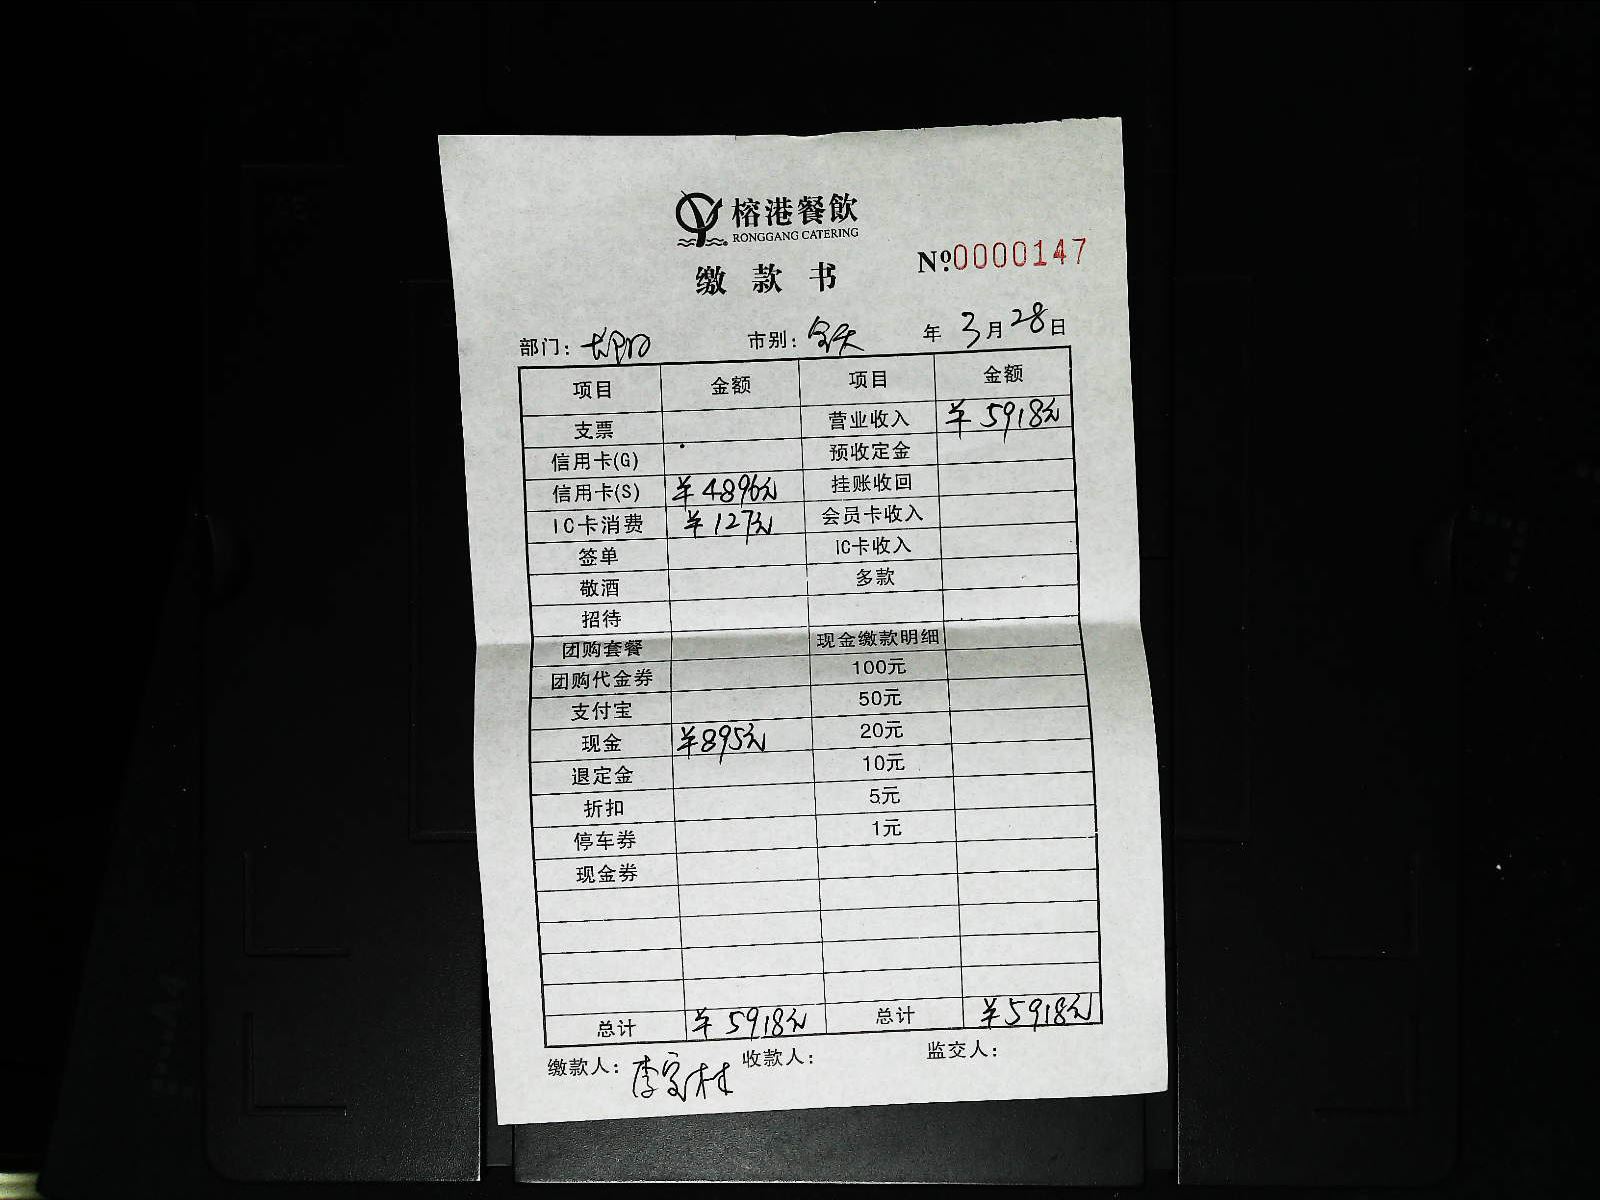 榕港餐飲
RONGGANG CATERING
缴款书
Nº0000147
部门： 市别：全天 年 3月28日
项目 金额 项目 金额
支票 营业收入 ¥5918元
信用卡(G) 预收定金
信用卡(S) ¥4896元 挂账收回
IC卡消费 ¥127元 会员卡收入
签单 IC卡收入
敬酒 多款
招待
团购套餐 现金缴款明细
团购代金券 100元
支付宝 50元
现金 ¥895元 20元
退定金 10元
折扣 5元
停车券 1元
现金券
总计 ¥5918元 总计 ¥5918元
缴款人：李 收款人： 监交人：